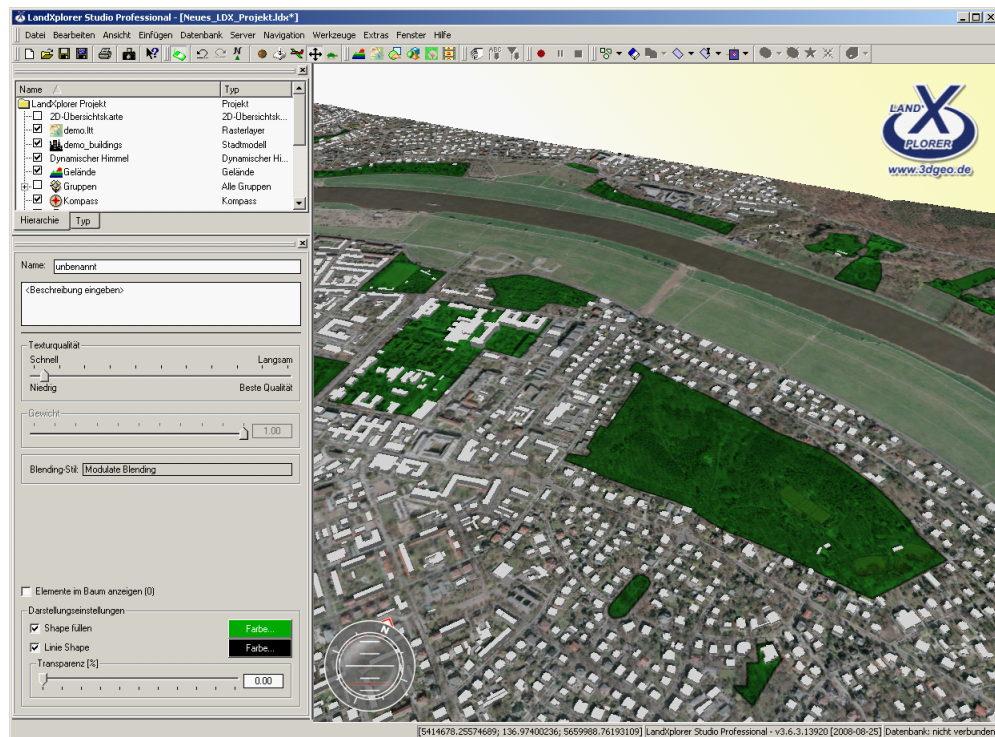 LandXplorer Studio Professional - [Neues_LDX_Projekt.ldx*]
Datei Bearbeiten Ansicht Einfügen Datenbank Server Navigation Werkzeuge Extras Fenster Hilfe
ABC
Name Typ
LandXplorer Projekt Projekt
2D-Übersichtskarte 2D-Übersichtsk...
demo.ltt Rasterlayer
demo_buildings Stadtmodell
Dynamischer Himmel Dynamischer Hi...
Gelände Gelände
Gruppen Alle Gruppen
Kompass Kompass
Hierarchie Typ
Name: unbenannt
<Beschreibung eingeben>
Texturqualität
Schnell Langsam
Niedrig Beste Qualität
Gewicht
1.00
Blending-Stil: Modulate Blending
Elemente im Baum anzeigen (0)
Darstellungseinstellungen
Shape füllen Farbe...
Linie Shape Farbe...
Transparenz [%]
0.00
LAND X PLORER
www.3dgeo.de
N
[5414678.25574689; 136.97400236; 5659988.76193109] LandXplorer Studio Professional - v3.6.3.13920 [2008-08-25] Datenbank: nicht verbunden